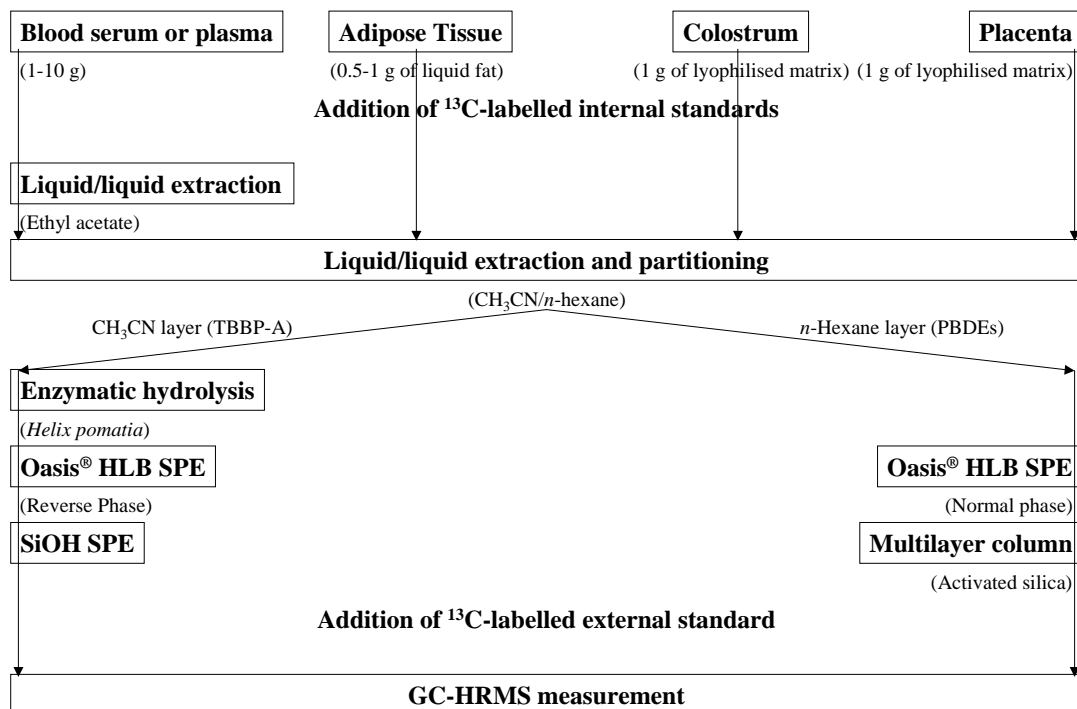 Blood serum or plasma Adipose Tissue Colostrum Placenta
(1-10 g) (0.5-1 g of liquid fat) (1 g of lyophilised matrix) (1 g of lyophilised matrix)
Addition of ¹³C-labelled internal standards
Liquid/liquid extraction
(Ethyl acetate)
Liquid/liquid extraction and partitioning
(CH₃CN/n-hexane)
CH₃CN layer (TBBP-A) n-Hexane layer (PBDEs)
Enzymatic hydrolysis
(Helix pomatia)
Oasis® HLB SPE Oasis® HLB SPE
(Reverse Phase) (Normal phase)
SiOH SPE Multilayer column
(Activated silica)
Addition of ¹³C-labelled external standard
GC-HRMS measurement